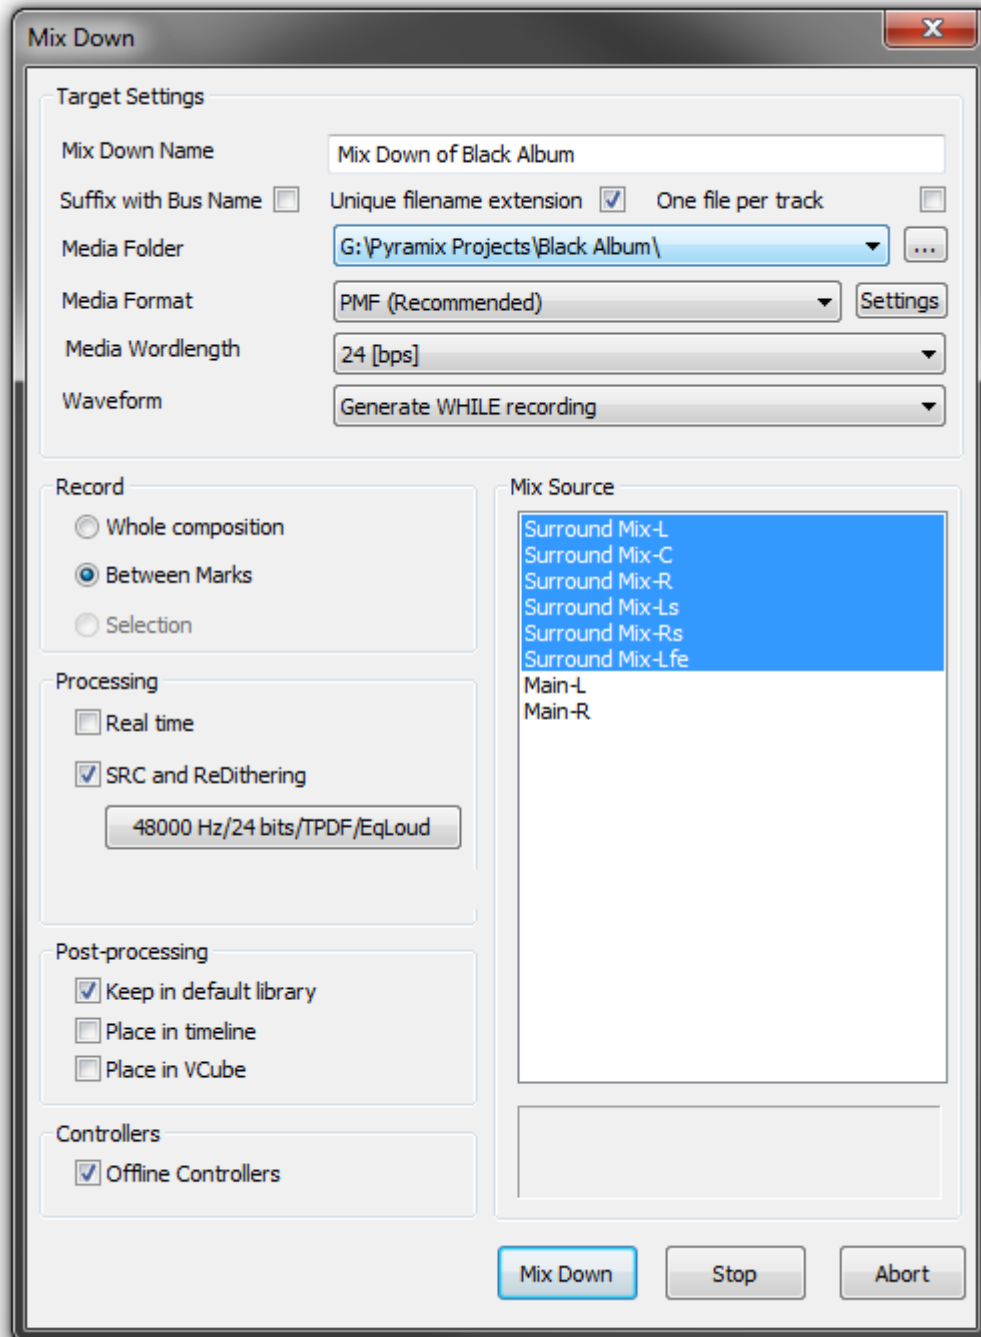 Mix Down
Target Settings
Mix Down Name
Mix Down of Black Album
Suffix with Bus Name
Unique filename extension
One file per track
Media Folder
G:\Pyramix Projects\Black Album\
...
Media Format
PMF (Recommended)
Settings
Media Wordlength
24 [bps]
Waveform
Generate WHILE recording
Record
Whole composition
Between Marks
Selection
Processing
Real time
SRC and ReDithering
48000 Hz/24 bits/TPDF/EqLoud
Post-processing
Keep in default library
Place in timeline
Place in VCube
Controllers
Offline Controllers
Mix Source
Surround Mix-L
Surround Mix-C
Surround Mix-R
Surround Mix-Ls
Surround Mix-Rs
Surround Mix-Lfe
Main-L
Main-R
Mix Down
Stop
Abort